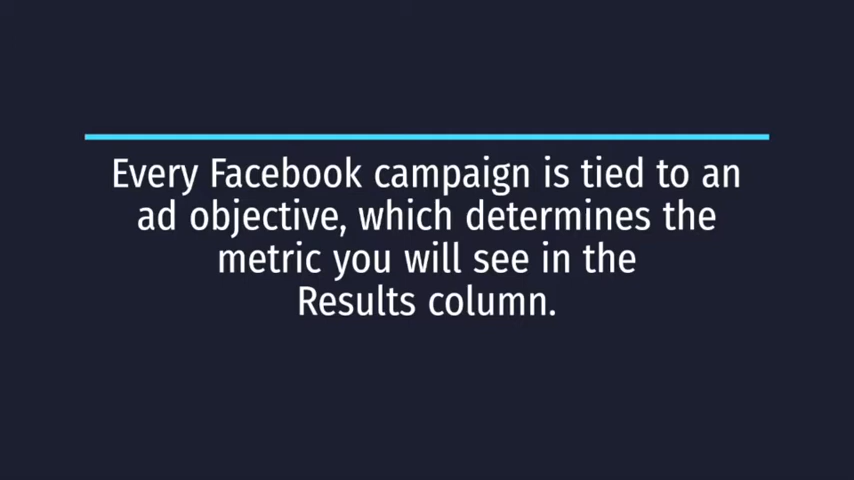 Every Facebook campaign is tied to an
ad objective, which determines the
metric you will see in the
Results column.